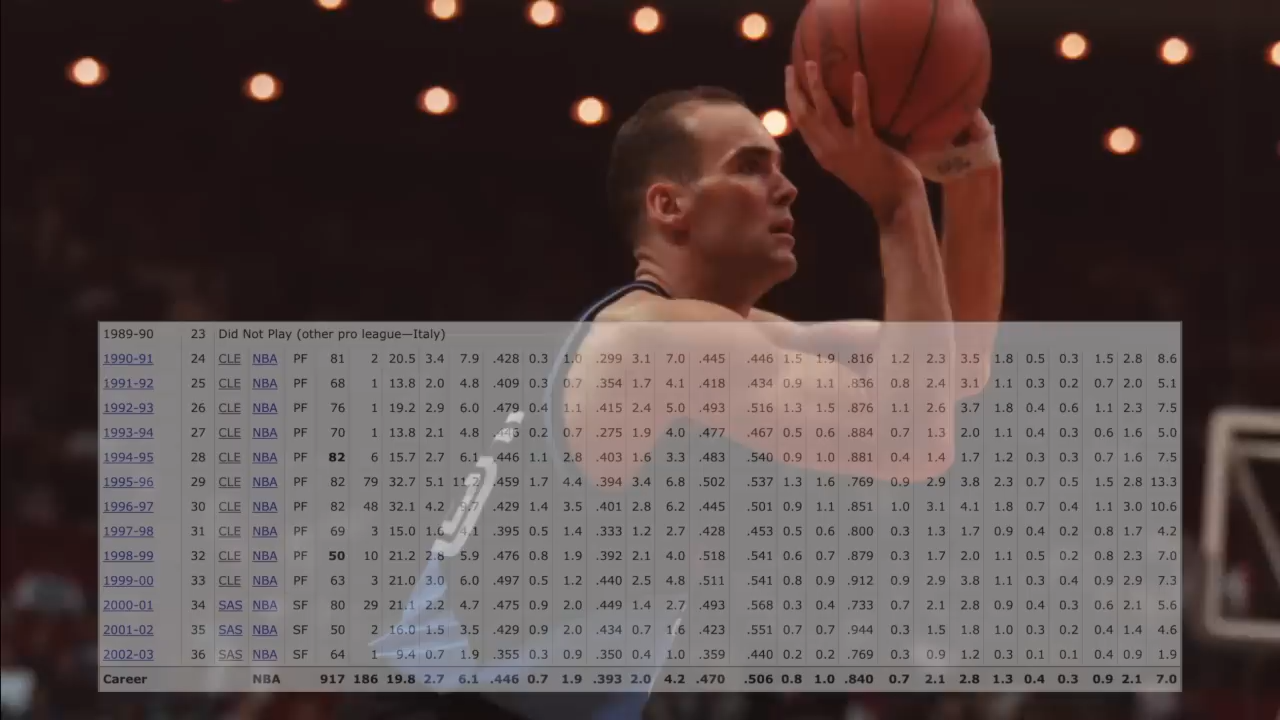 1989-90 23 Did Not Play (other pro league—Italy)
1990-91 24 CLE NBA PF 81 2 20.5 3.4 7.9 .428 0.3 1.0 .299 3.1 7.0 .445 .446 1.5 1.9 .816 1.2 2.3 3.5 1.8 0.5 0.3 1.5 2.8 8.6
1991-92 25 CLE NBA PF 68 1 13.8 2.0 4.8 .409 0.3 0.7 .354 1.7 4.1 .418 .434 0.9 1.1 .836 0.8 2.4 3.1 1.1 0.3 0.2 0.7 2.0 5.1
1992-93 26 CLE NBA PF 76 1 19.2 2.9 6.0 .479 0.4 1.1 .415 2.4 5.0 .493 .516 1.3 1.5 .876 1.1 2.6 3.7 1.8 0.4 0.6 1.1 2.3 7.5
1993-94 27 CLE NBA PF 70 1 13.8 2.1 4.8 0.2 0.7 .275 1.9 4.0 .477 .467 0.5 0.6 .884 0.7 1.3 2.0 1.1 0.4 0.3 0.6 1.6 5.0
1994-95 28 CLE NBA PF 82 6 15.7 2.7 6.1 .446 1.1 2.8 .403 1.6 3.3 .483 .540 0.9 1.0 .881 0.4 1.4 1.7 1.2 0.3 0.3 0.7 1.6 7.5
1995-96 29 CLE NBA PF 82 79 32.7 5.1 11.2 .459 1.7 4.4 .394 3.4 6.8 .502 .537 1.3 1.6 .769 0.9 2.9 3.8 2.3 0.7 0.5 1.5 2.8 13.3
1996-97 30 CLE NBA PF 82 48 32.1 4.2 9.7 .429 1.4 3.5 .401 2.8 6.2 .445 .501 0.9 1.1 .851 1.0 3.1 4.1 1.8 0.7 0.4 1.1 3.0 10.6
1997-98 31 CLE NBA PF 69 3 15.0 1.6 4.1 .395 0.5 1.4 .333 1.2 2.7 .428 .453 0.5 0.6 .800 0.3 1.3 1.7 0.9 0.4 0.2 0.8 1.7 4.2
1998-99 32 CLE NBA PF 50 10 21.2 2.8 5.9 .476 0.8 1.9 .392 2.1 4.0 .518 .541 0.6 0.7 .879 0.3 1.7 2.0 1.1 0.5 0.2 0.8 2.3 7.0
1999-00 33 CLE NBA PF 63 3 21.0 3.0 6.0 .497 0.5 1.2 .440 2.5 4.8 .511 .541 0.8 0.9 .912 0.9 2.9 3.8 1.1 0.3 0.4 0.9 2.9 7.3
2000-01 34 SAS NBA SF 80 29 21.1 2.2 4.7 .475 0.9 2.0 .449 1.4 2.7 .493 .568 0.3 0.4 .733 0.7 2.1 2.8 0.9 0.4 0.3 0.6 2.1 5.6
2001-02 35 SAS NBA SF 50 2 16.0 1.5 3.5 .429 0.9 2.0 .434 0.7 1.6 .423 .551 0.7 0.7 .944 0.3 1.5 1.8 1.0 0.3 0.2 0.4 1.4 4.6
2002-03 36 SAS NBA SF 64 1 9.4 0.7 1.9 .355 0.3 0.9 .350 0.4 1.0 .359 .440 0.2 0.2 .769 0.3 0.9 1.2 0.3 0.1 0.1 0.4 0.9 1.9
Career NBA 917 186 19.8 2.7 6.1 .446 0.7 1.9 .393 2.0 4.2 .470 .506 0.8 1.0 .840 0.7 2.1 2.8 1.3 0.4 0.3 0.9 2.1 7.0